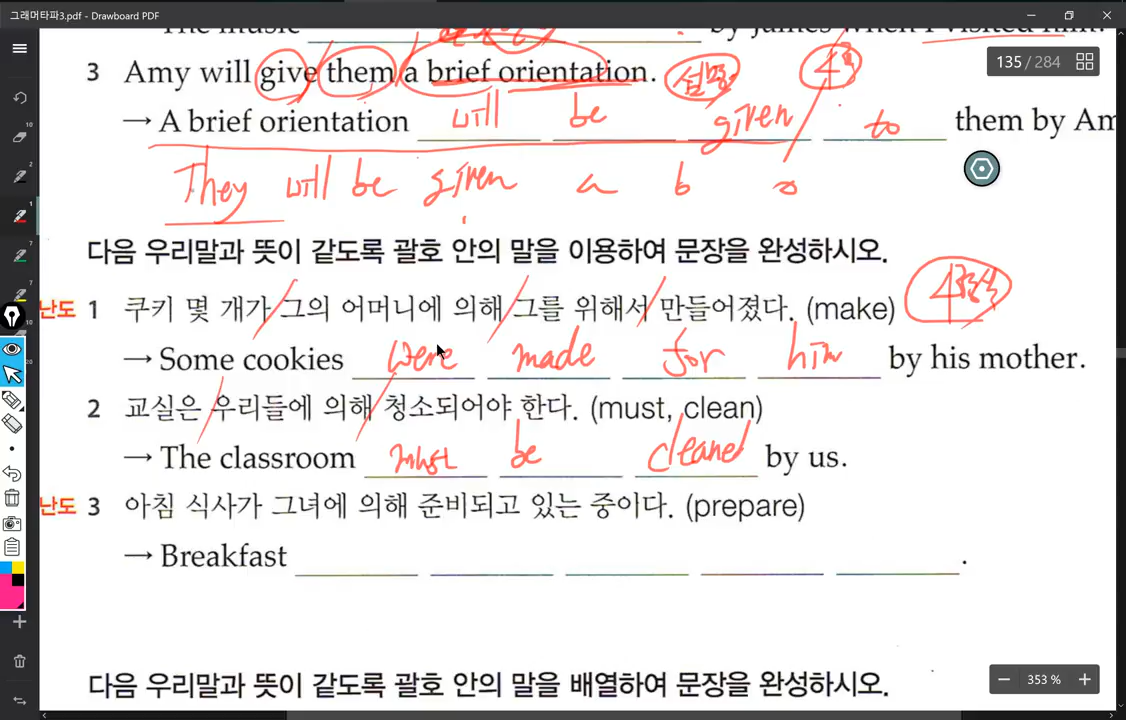 그래머타파3.pdf - Drawboard PDF
The music by James when I visited him.
135 / 284
3 Amy will give them a brief orientation. 설명 4형
→ A brief orientation will be given to them by Am
They will be given a b o
다음 우리말과 뜻이 같도록 괄호 안의 말을 이용하여 문장을 완성하시오.
난도 1 쿠키 몇 개가 그의 어머니에 의해 그를 위해서 만들어졌다. (make) 4형식
→ Some cookies were made for him by his mother.
2 교실은 우리들에 의해 청소되어야 한다. (must, clean)
→ The classroom must be cleaned by us.
난도 3 아침 식사가 그녀에 의해 준비되고 있는 중이다. (prepare)
→ Breakfast .
다음 우리말과 뜻이 같도록 괄호 안의 말을 배열하여 문장을 완성하시오.
353 %